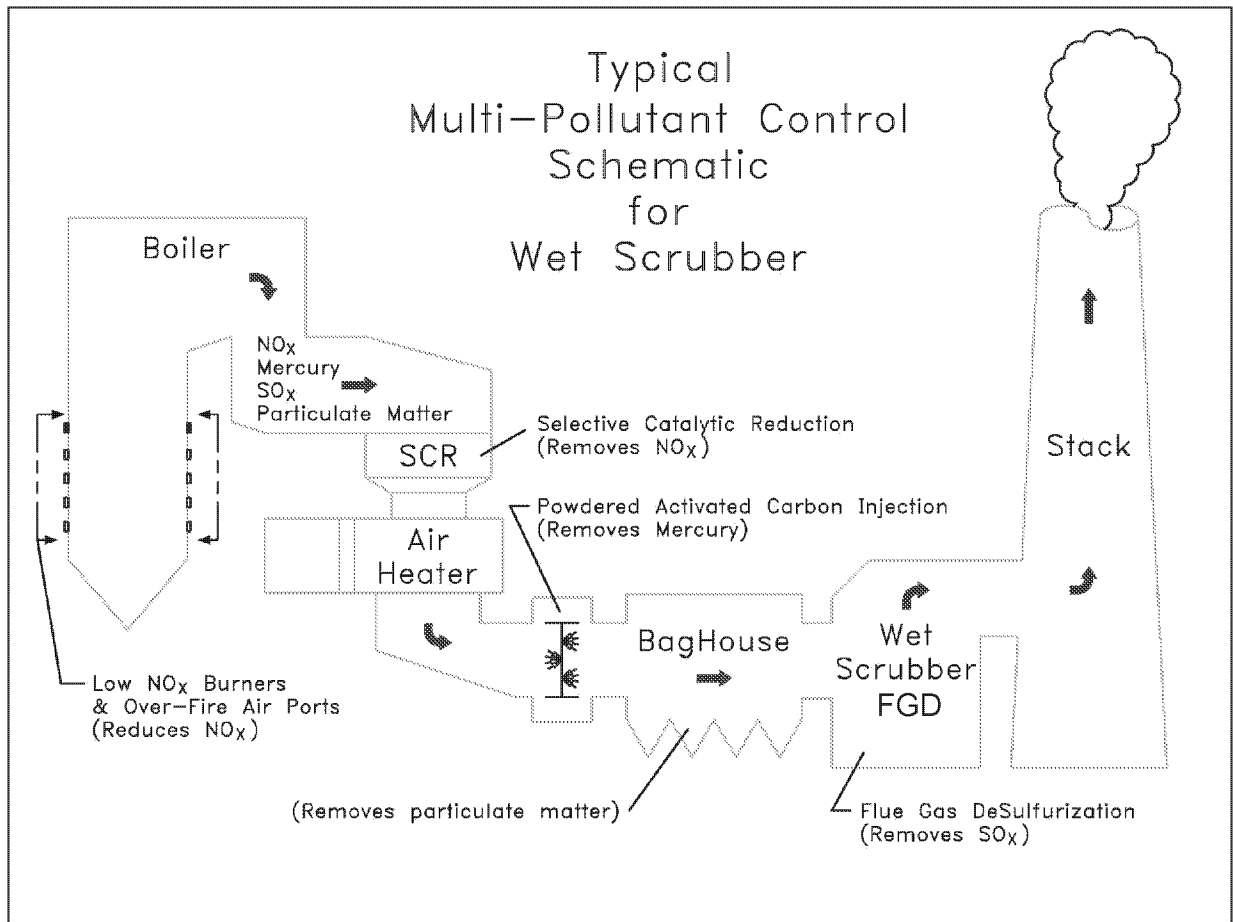 Typical
Multi-Pollutant Control
Schematic
for
Wet Scrubber
Boiler
NOx
Mercury
SOx
Particulate Matter
Selective Catalytic Reduction
(Removes NOx)
SCR
Powdered Activated Carbon Injection
(Removes Mercury)
Air
Heater
Stack
BagHouse
Wet
Scrubber
FGD
Low NOx Burners
& Over-Fire Air Ports
(Reduces NOx)
(Removes particulate matter)
Flue Gas DeSulfurization
(Removes SOx)